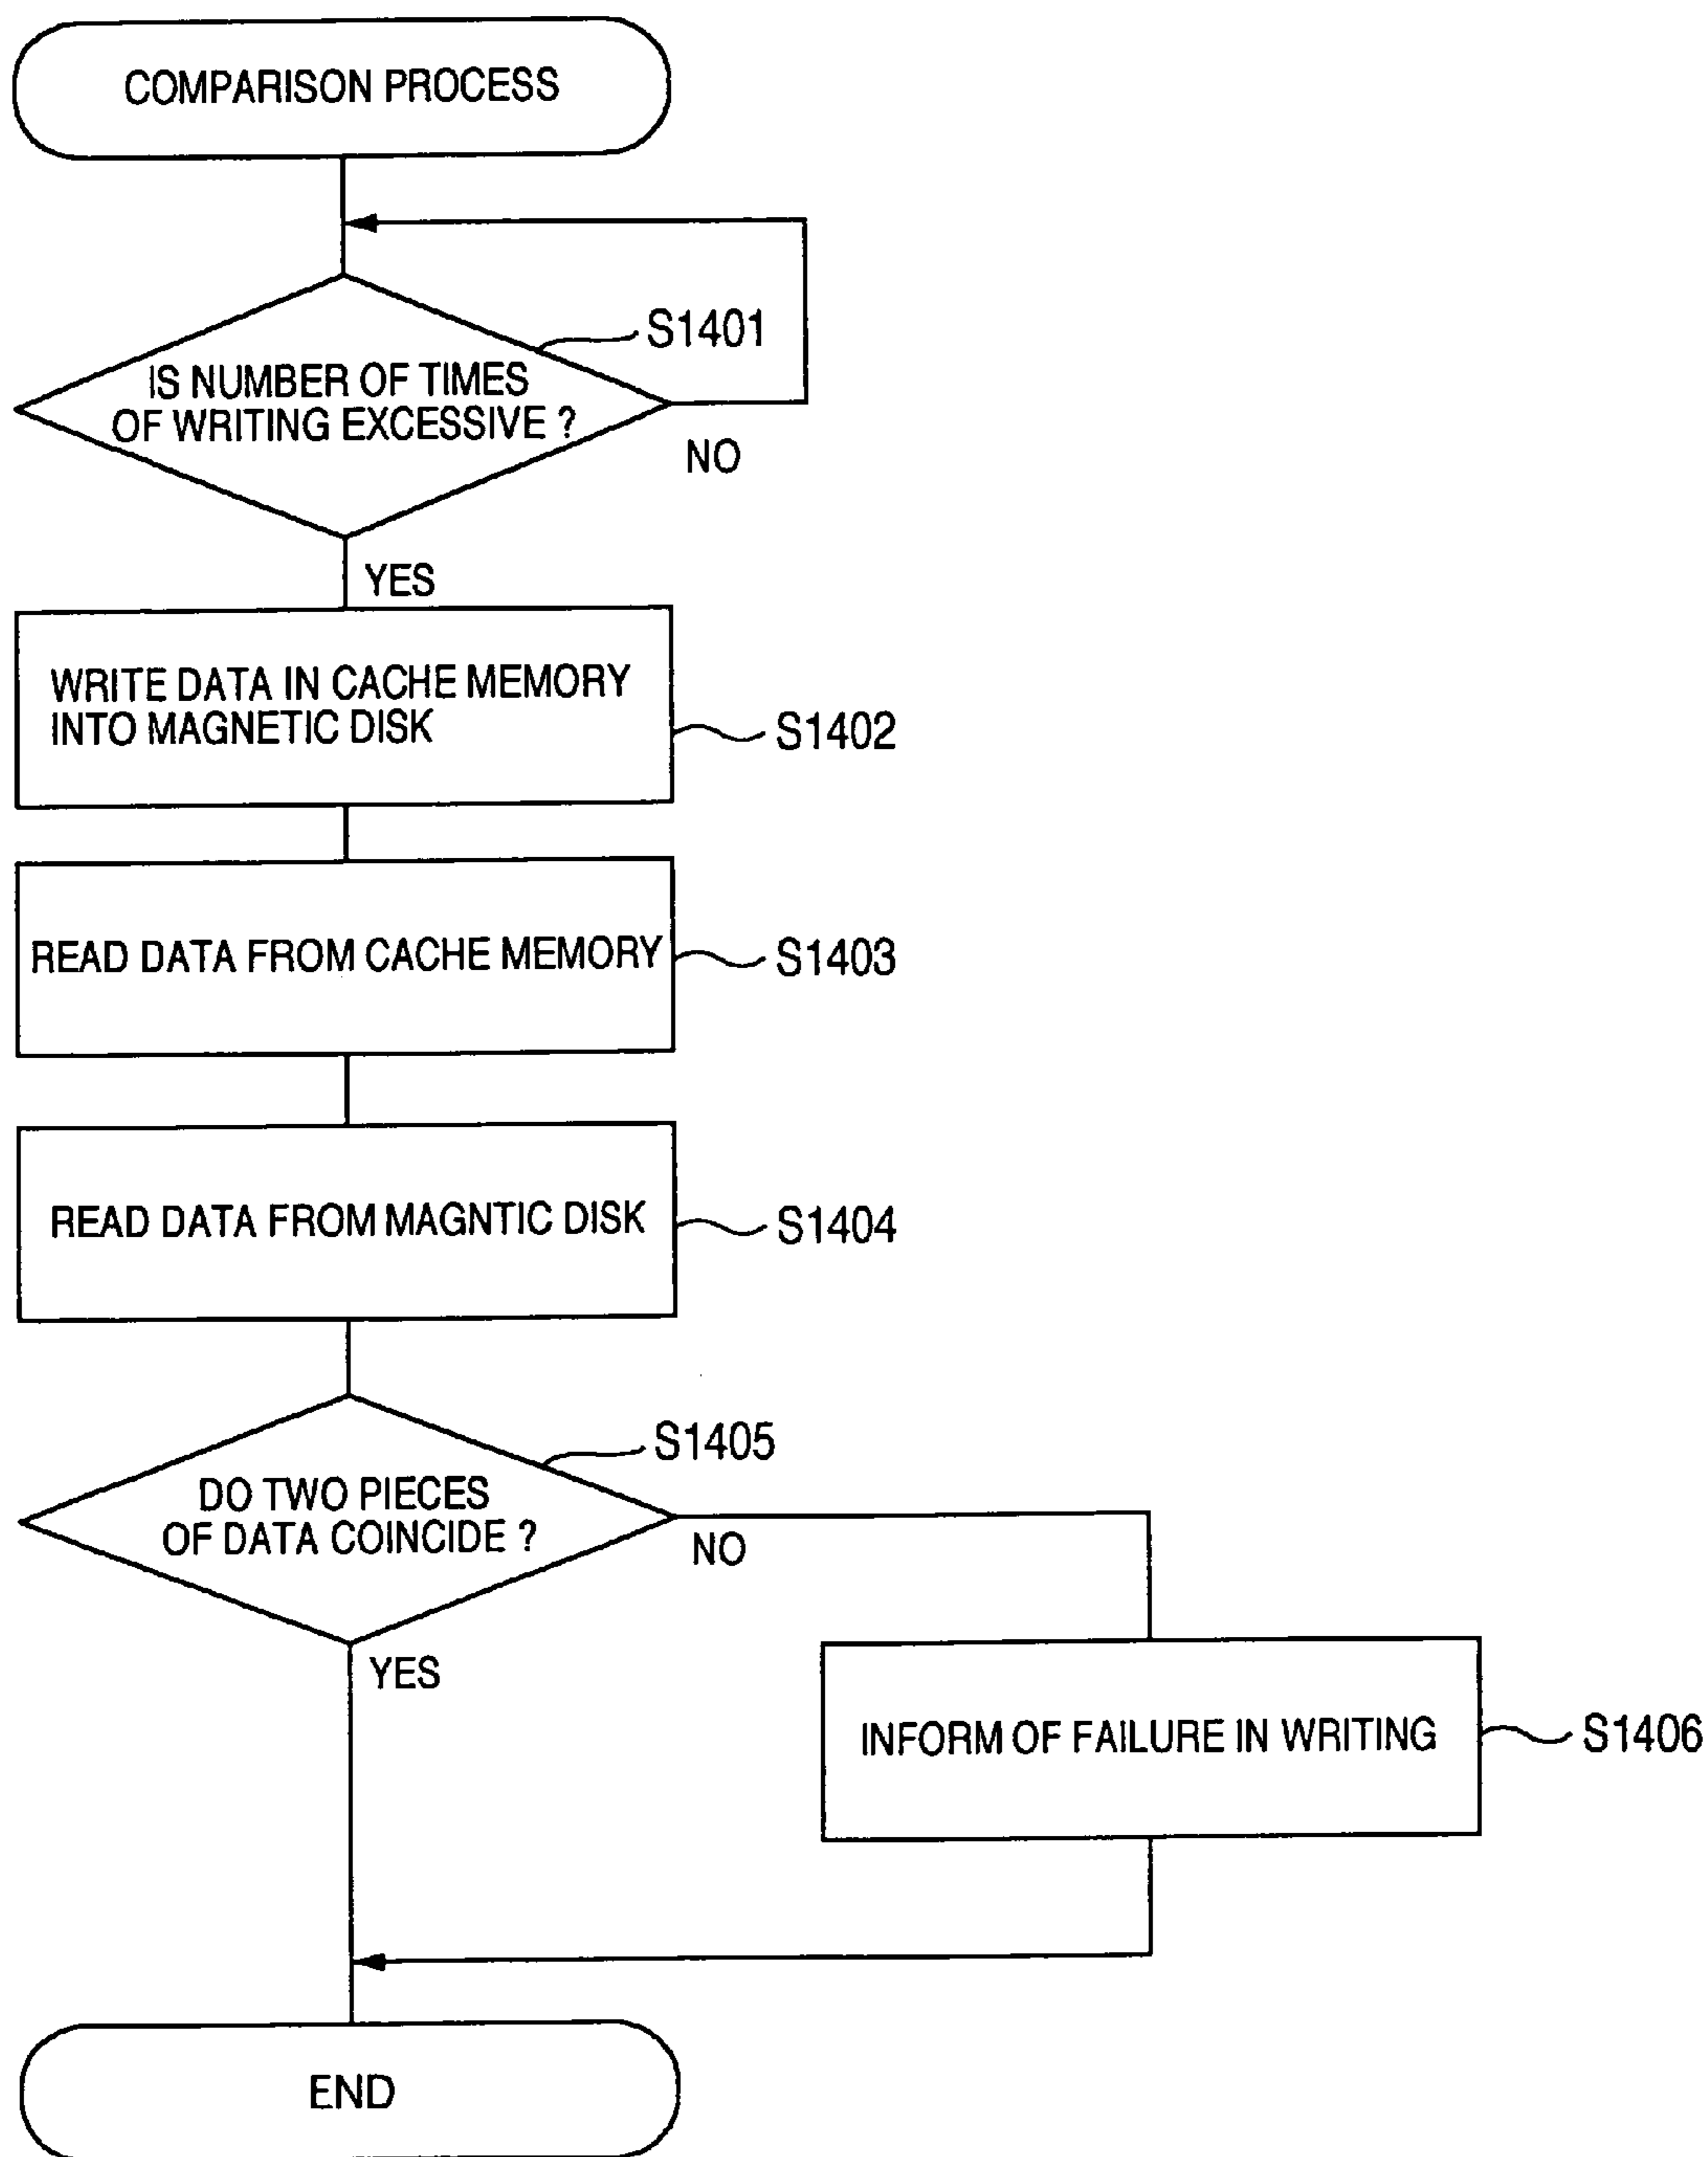 COMPARISON PROCESS
S1401
IS NUMBER OF TIMES
OF WRITING EXCESSIVE ?
NO
YES
WRITE DATA IN CACHE MEMORY
INTO MAGNETIC DISK
S1402
READ DATA FROM CACHE MEMORY
S1403
READ DATA FROM MAGNTIC DISK
S1404
S1405
DO TWO PIECES
OF DATA COINCIDE ?
NO
YES
INFORM OF FAILURE IN WRITING
S1406
END